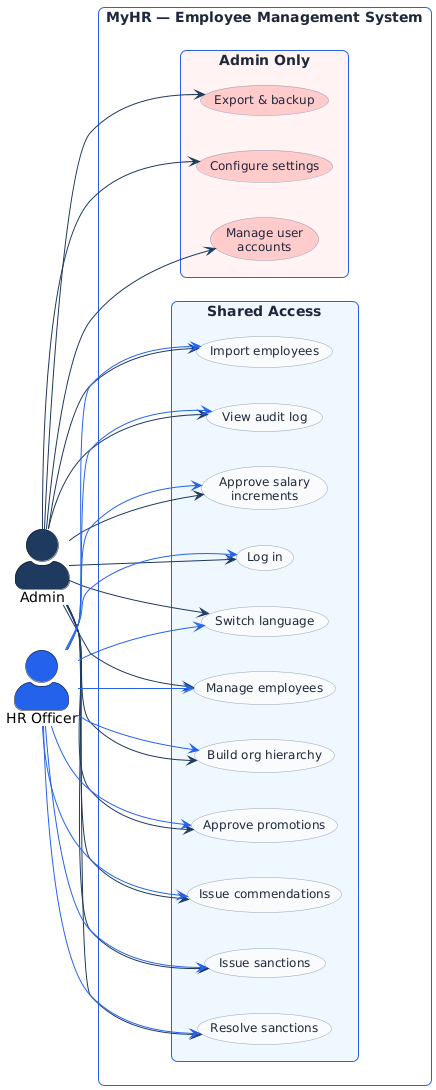 MyHR — Employee Management System
Admin Only
Export & backup
Configure settings
Manage user
accounts
Shared Access
Import employees
View audit log
Approve salary
increments
Log in
Admin
Switch language
Manage employees
HR Officer
Build org hierarchy
Approve promotions
Issue commendations
Issue sanctions
Resolve sanctions